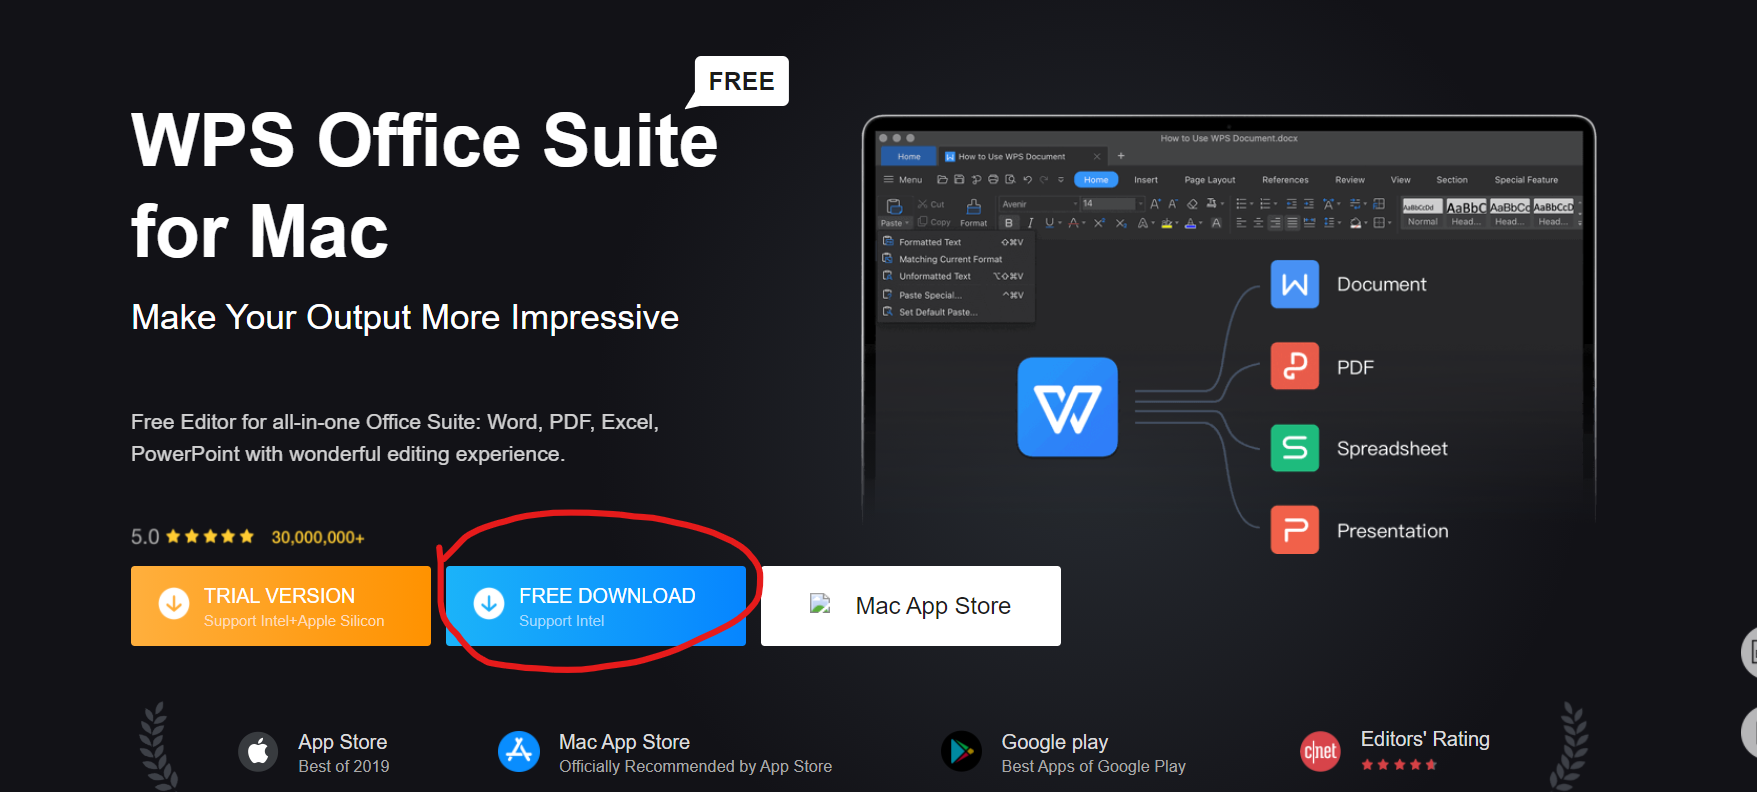 FREE
WPS Office Suite
for Mac
Make Your Output More Impressive
Free Editor for all-in-one Office Suite: Word, PDF, Excel,
PowerPoint with wonderful editing experience.
5.0 30,000,000+
TRIAL VERSION
Support Intel+Apple Silicon
FREE DOWNLOAD
Support Intel
Mac App Store
How to Use WPS Document.docx
Home How to Use WPS Document
Menu Home Insert Page Layout References Review View Section Special Feature
Cut Avenir 14 AaBbCcDd AaBbC AaBbCc AaBbCcD
Paste Copy Format B I U Normal Head... Head... Head...
Formatted Text ⇧⌘V
Matching Current Format
Unformatted Text ⌥⇧⌘V
Paste Special... ^⌘V
Set Default Paste...
Document
PDF
Spreadsheet
Presentation
App Store
Best of 2019
Mac App Store
Officially Recommended by App Store
Google play
Best Apps of Google Play
c|net
Editors' Rating